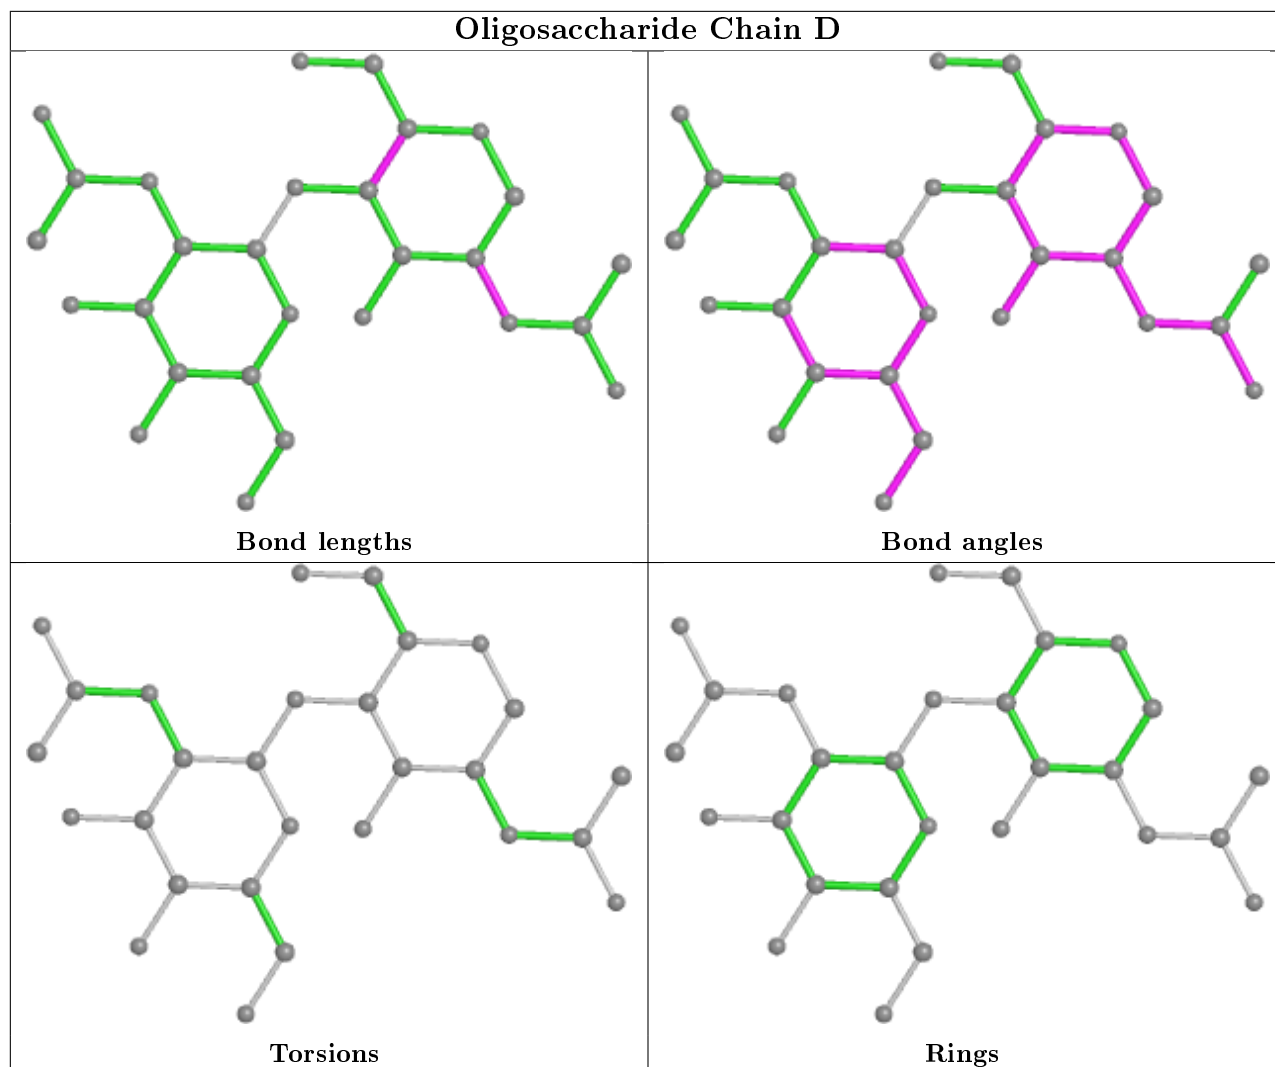 Oligosaccharide Chain D
Bond lengths
Bond angles
Torsions
Rings